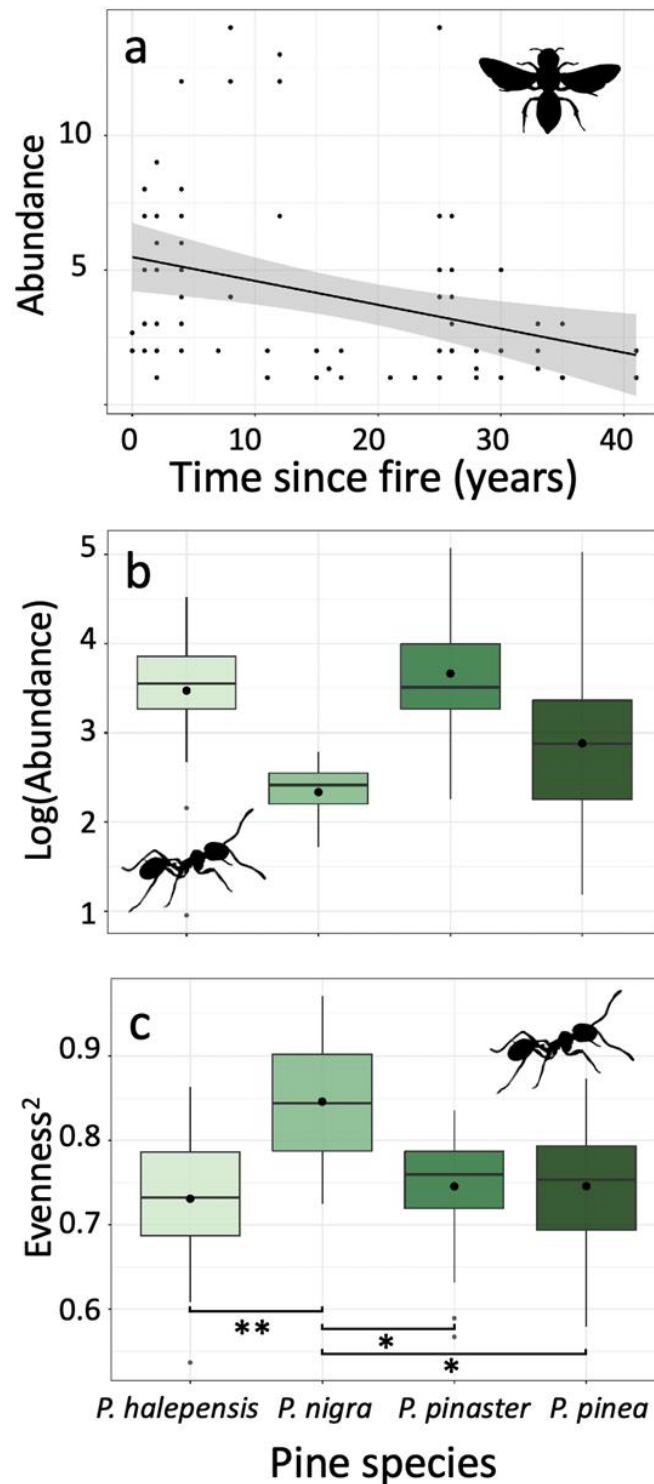 a
Abundance
10
5
0 10 20 30 40
Time since fire (years)
b
Log(Abundance)
5
4
3
2
1
c
Evenness²
0.9
0.8
0.7
0.6
**
*
*
P. halepensis P. nigra P. pinaster P. pinea
Pine species